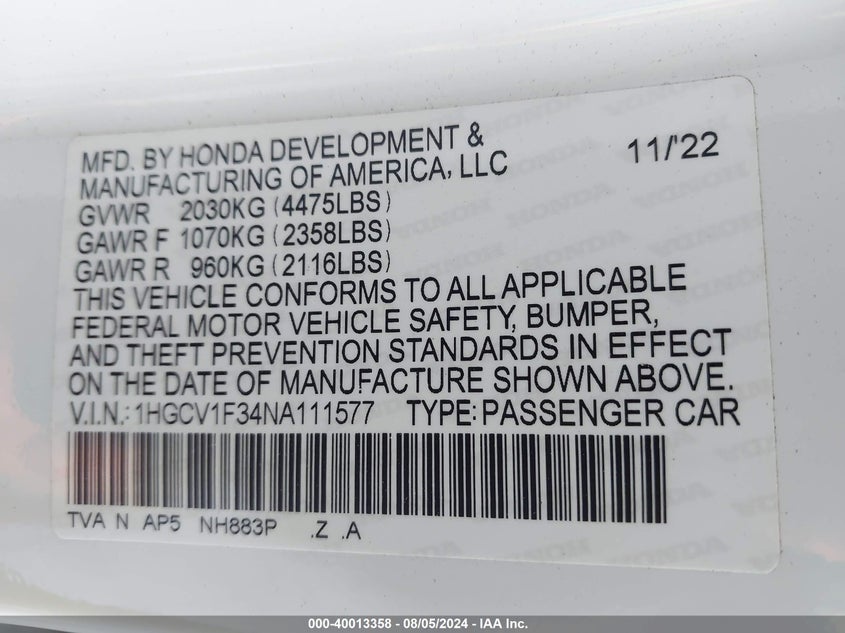 MFD. BY HONDA DEVELOPMENT & 11/'22
MANUFACTURING OF AMERICA, LLC
GVWR 2030KG (4475LBS)
GAWR F 1070KG (2358LBS)
GAWR R 960KG (2116LBS)
THIS VEHICLE CONFORMS TO ALL APPLICABLE
FEDERAL MOTOR VEHICLE SAFETY, BUMPER,
AND THEFT PREVENTION STANDARDS IN EFFECT
ON THE DATE OF MANUFACTURE SHOWN ABOVE.
V.I.N.: 1HGCV1F34NA111577 TYPE: PASSENGER CAR
TVA N AP5 NH883P .Z .A
000-40013358 - 08/05/2024 - IAA Inc.